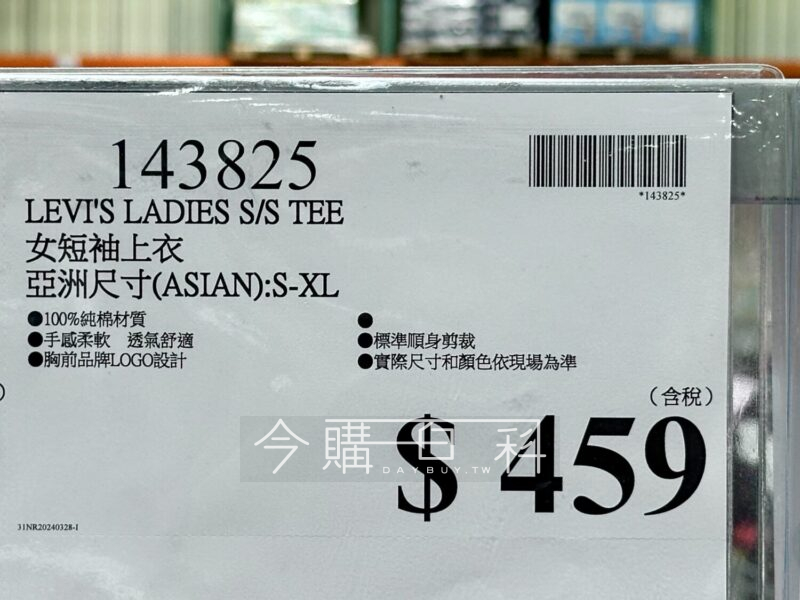 143825
*143825*
LEVI'S LADIES S/S TEE
女短袖上衣
亞洲尺寸(ASIAN):S-XL
●100%純棉材質
●手感柔軟 透氣舒適
●胸前品牌LOGO設計
●
●標準順身剪裁
●實際尺寸和顏色依現場為準
(含稅)
$ 459
今購百科
DAYBUY.TW
31NR20240328-1